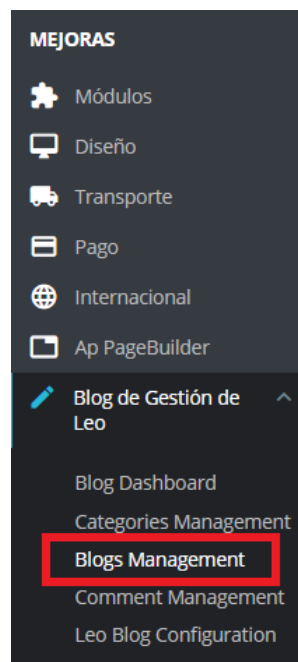 MEJORAS
Módulos
Diseño
Transporte
Pago
Internacional
Ap PageBuilder
Blog de Gestión de
Leo
Blog Dashboard
Categories Management
Blogs Management
Comment Management
Leo Blog Configuration